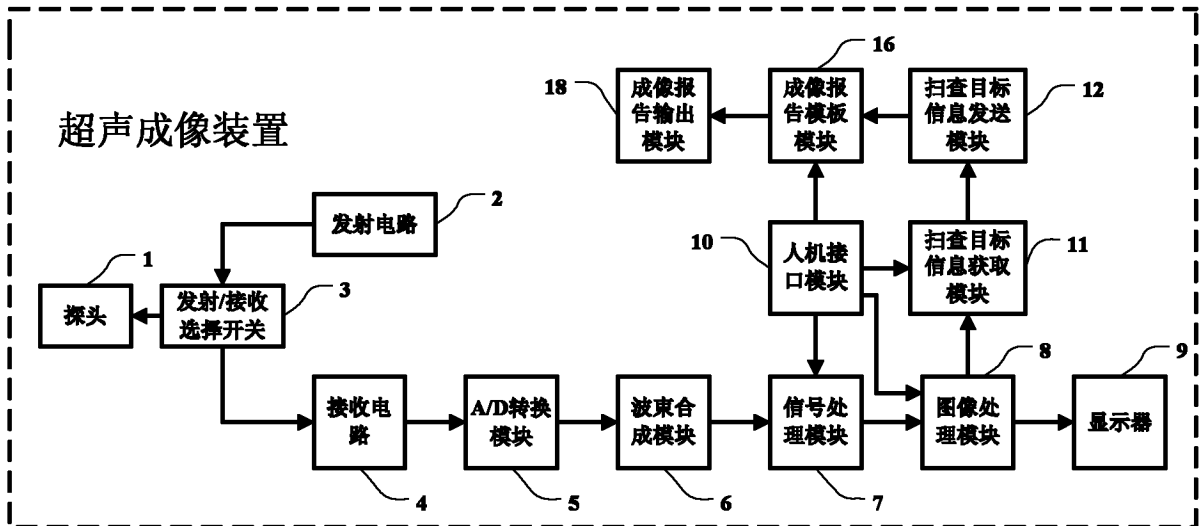 超声成像装置
18
成像报
告输出
模块
16
成像报
告模板
模块
12
扫查目标
信息发送
模块
2
发射电路
10
人机接
口模块
11
扫查目标
信息获取
模块
1
探头
3
发射/接收
选择开关
接收电
路
4
A/D转换
模块
5
波束合
成模块
6
信号处
理模块
7
8
图像处
理模块
9
显示器